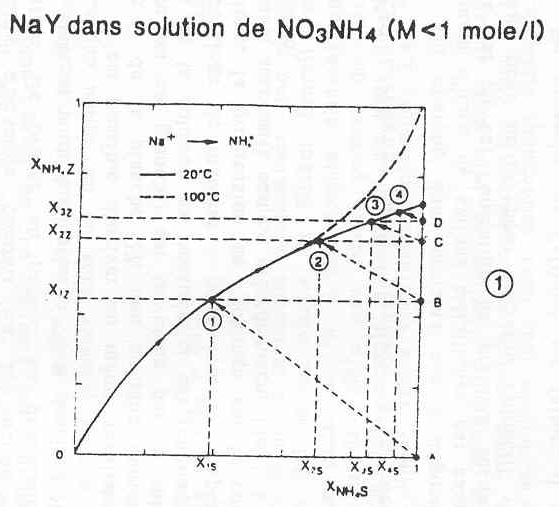 NaY dans solution de NO3NH4 (M<1 mole/l)
1
Na+ → NH4+
20°C
100°C
XNH4Z
X3Z
X2Z
X1Z
4
3
D
C
2
1
B
1
0
A
X1S
X2S
X3S
X4S
1
XNH4S